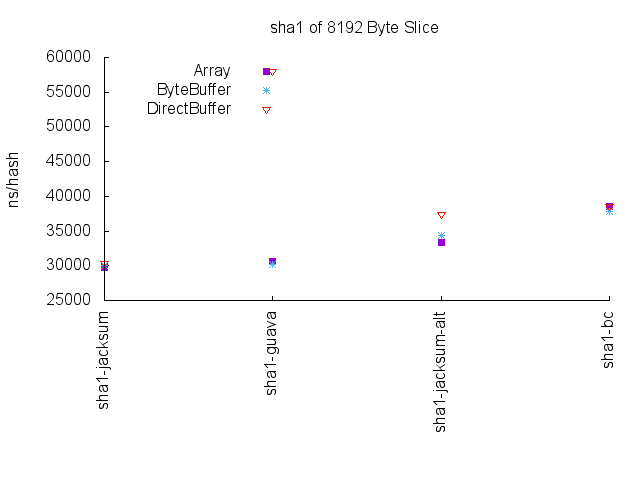 sha1 of 8192 Byte Slice
60000
55000
50000
45000
40000
35000
30000
25000
ns/hash
Array
ByteBuffer
DirectBuffer
sha1-jacksum
sha1-guava
sha1-jacksum-alt
sha1-bc